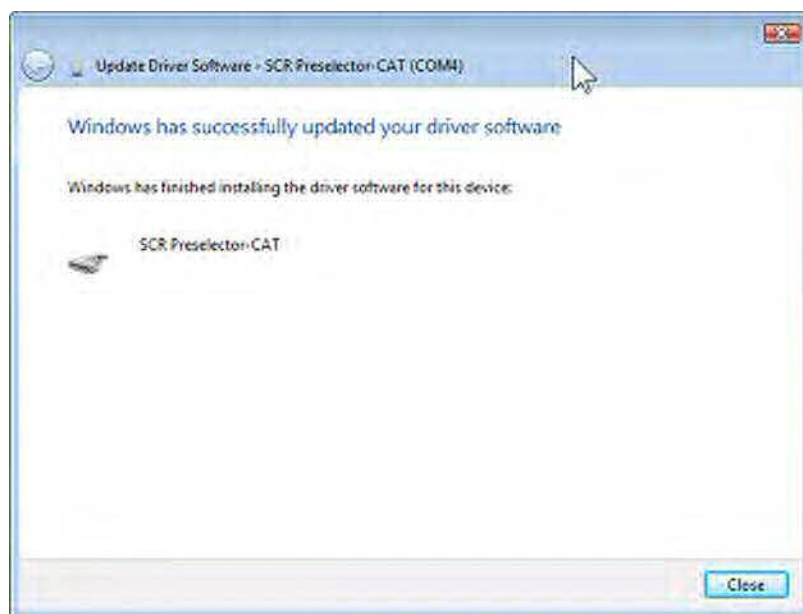 Update Driver Software - SCR Preselector-CAT (COM4)
Windows has successfully updated your driver software
Windows has finished installing the driver software for this device:
SCR Preselector-CAT
Close